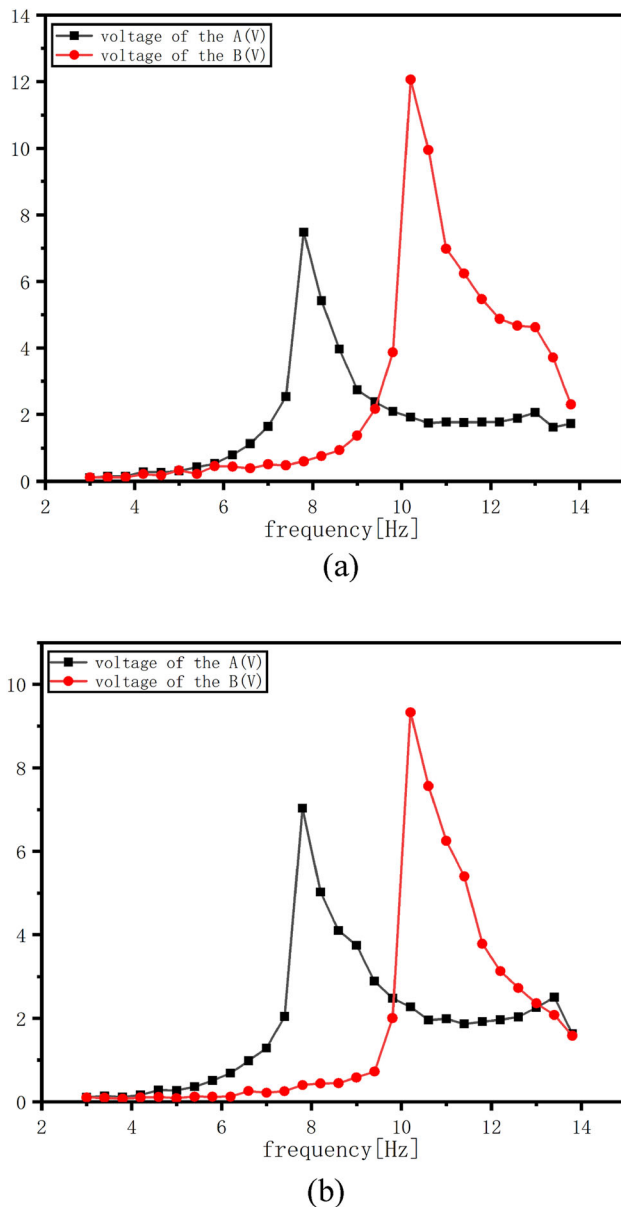 14
voltage of the A(V)
voltage of the B(V)
12
10
8
6
4
2
0
2 4 6 8 10 12 14
frequency[Hz]
(a)
voltage of the A(V)
voltage of the B(V)
10
8
6
4
2
0
2 4 6 8 10 12 14
frequency[Hz]
(b)